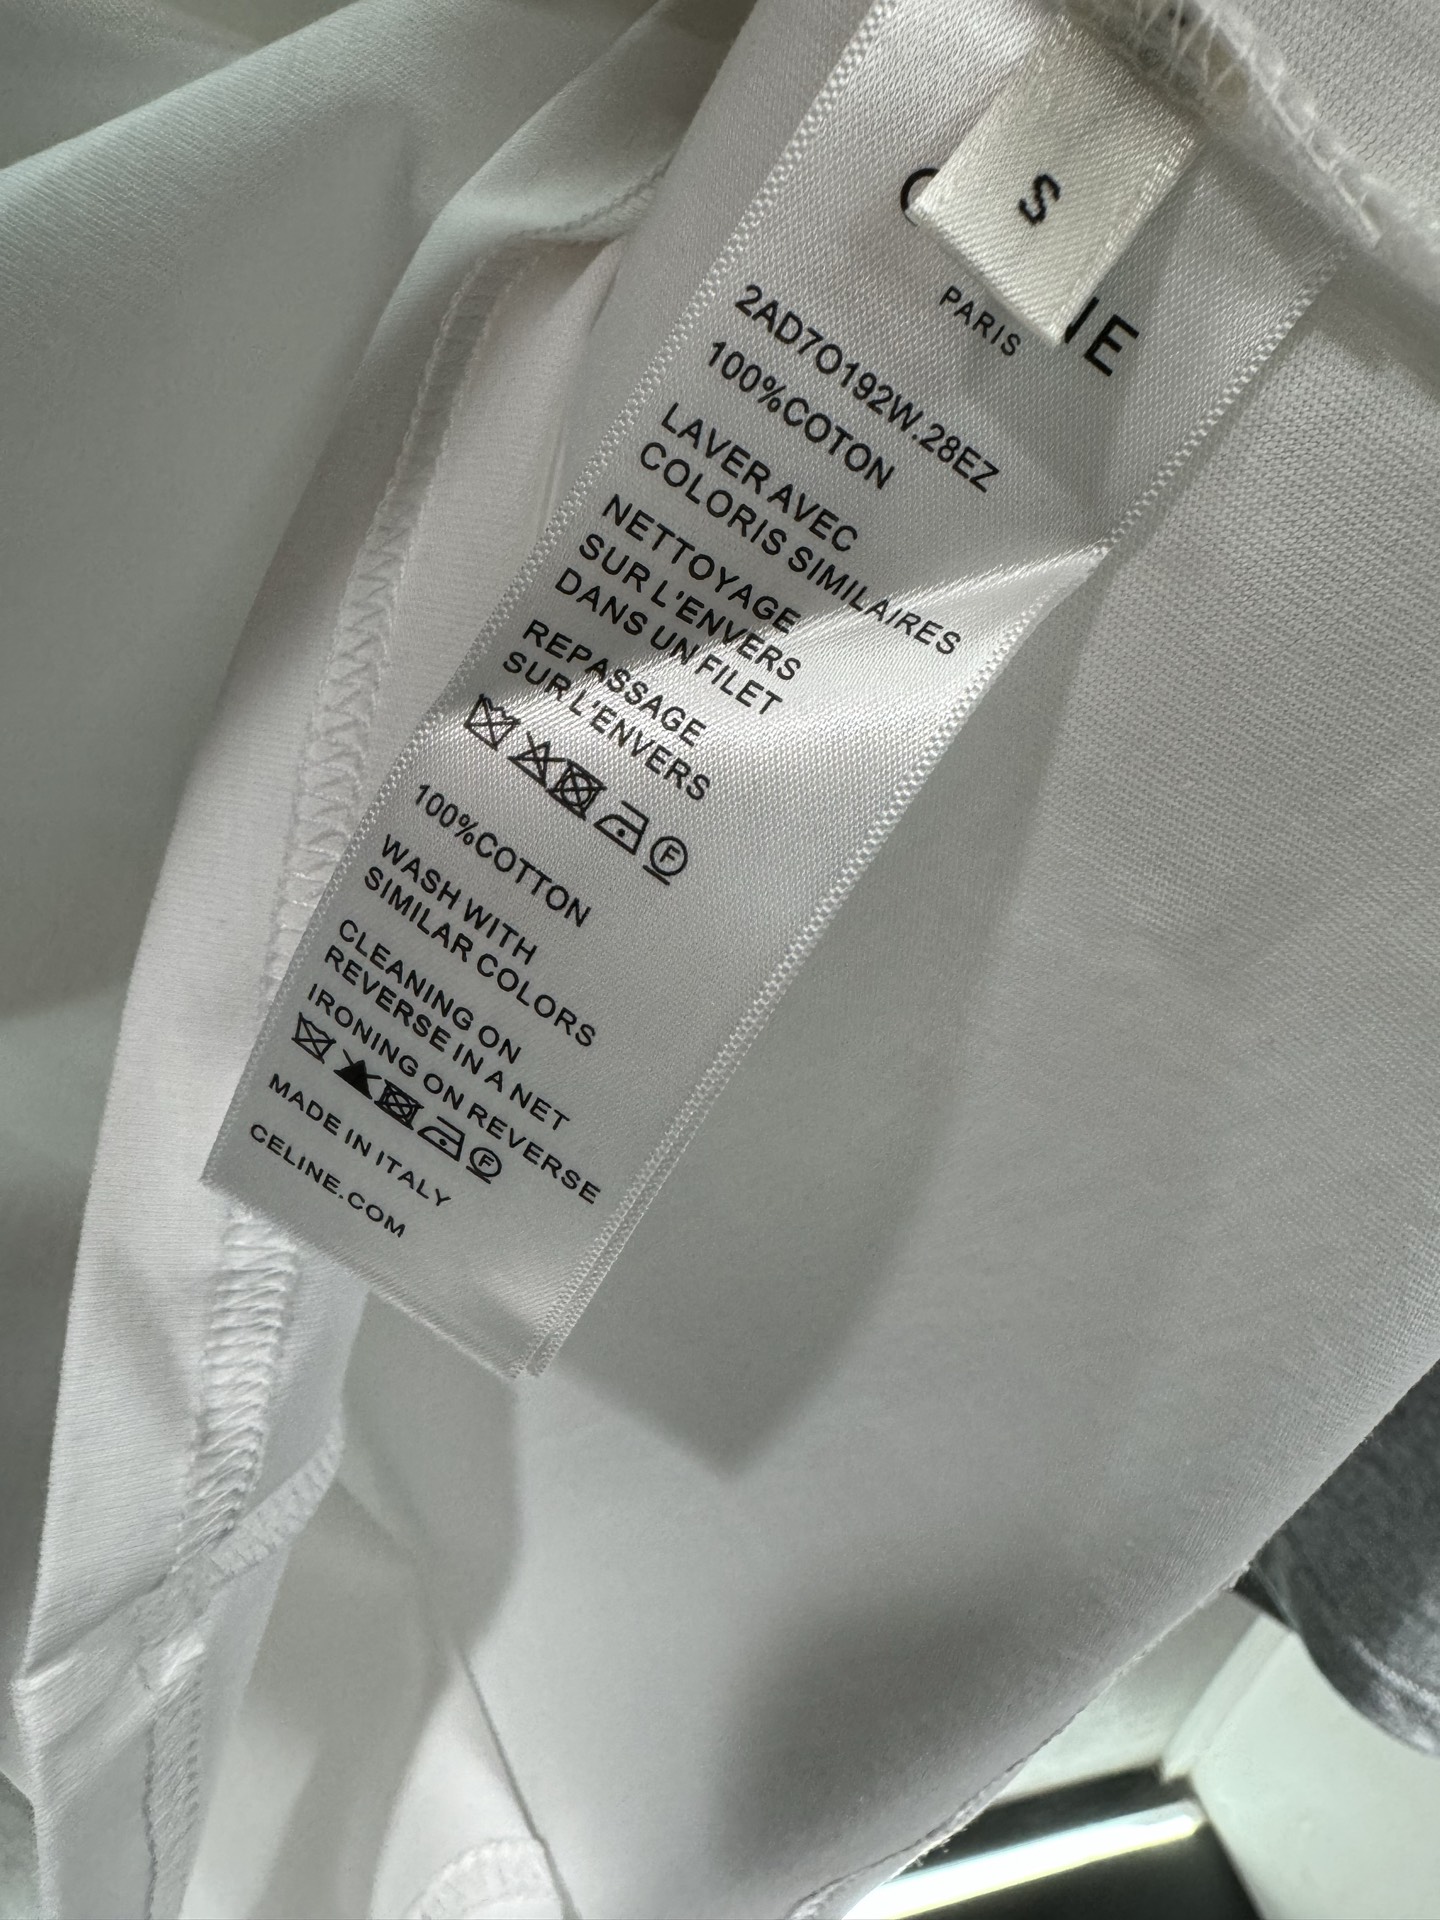 S
PARIS
2AD7O192W.28EZ
100%COTON
LAVER AVEC
COLORIS SIMILAIRES
NETTOYAGE
SUR L'ENVERS
DANS UN FILET
REPASSAGE
SUR L'ENVERS
F
100%COTTON
WASH WITH
SIMILAR COLORS
CLEANING ON
REVERSE IN A NET
IRONING ON REVERSE
F
MADE IN ITALY
CELINE.COM